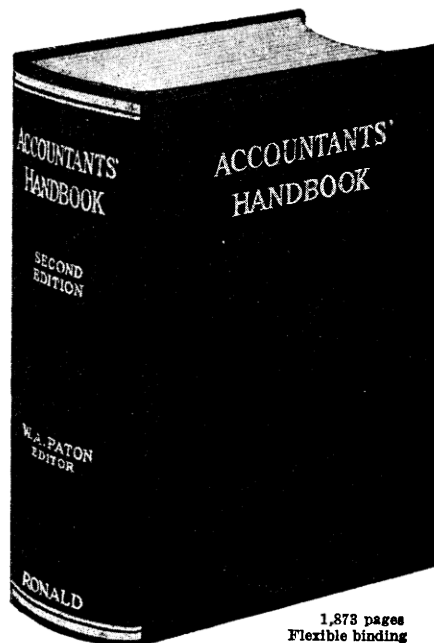 ACCOUNTANTS'
HANDBOOK
SECOND
EDITION
W. A. PATON
EDITOR
RONALD
ACCOUNTANTS'
HANDBOOK
1,873 pages
Flexible binding